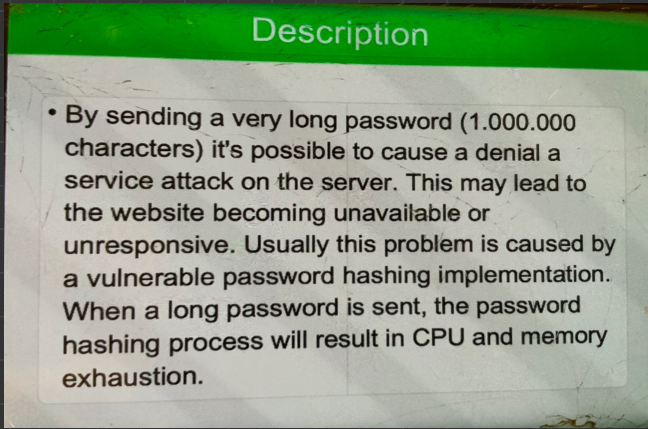 Description
• By sending a very long password (1.000.000
characters) it's possible to cause a denial a
service attack on the server. This may lead to
the website becoming unavailable or
unresponsive. Usually this problem is caused by
a vulnerable password hashing implementation.
When a long password is sent, the password
hashing process will result in CPU and memory
exhaustion.